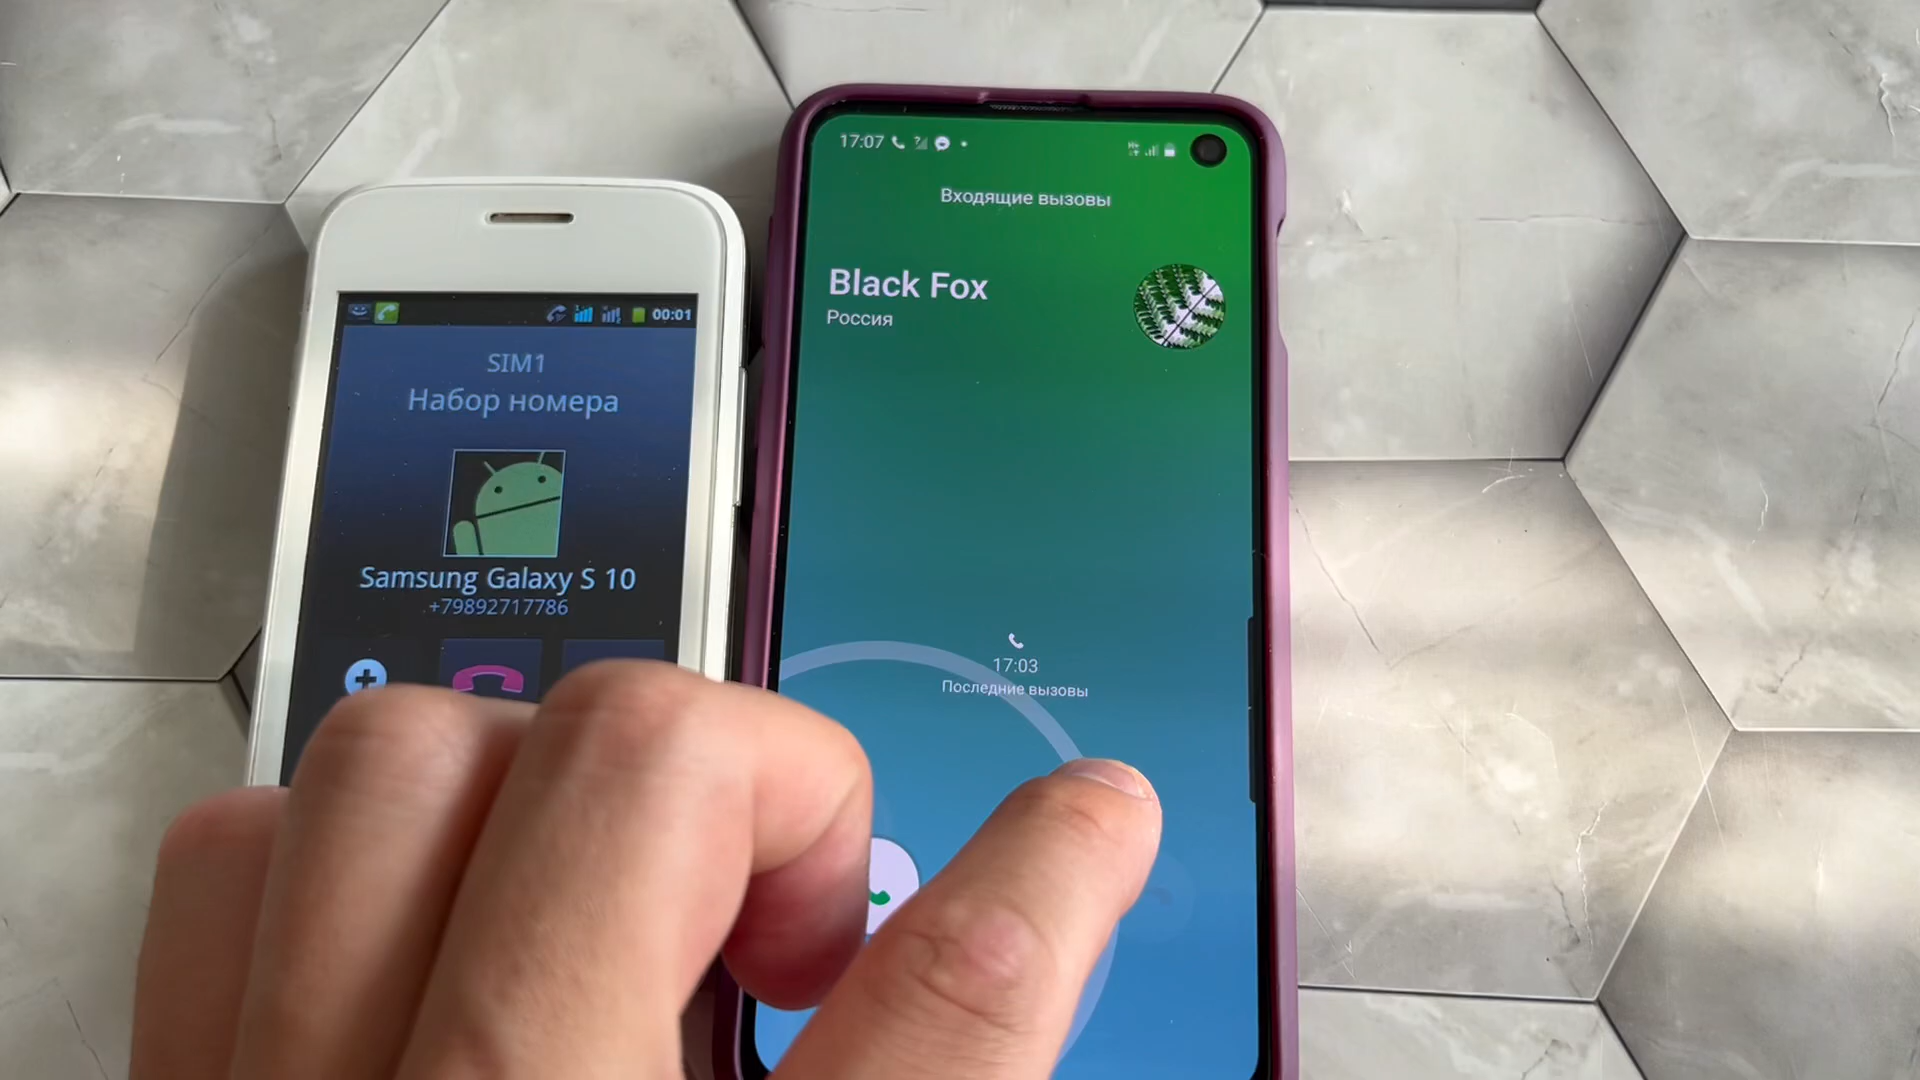 00:01
SIM1
Набор номера
Samsung Galaxy S 10
+79892717786
17:07
Входящие вызовы
Black Fox
Россия
17:03
Последние вызовы